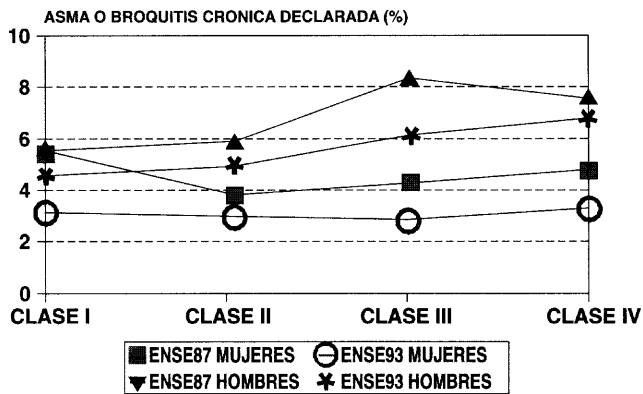 ASMA O BROQUITIS CRONICA DECLARADA (%)
10
8
6
4
2
0
CLASE I CLASE II CLASE III CLASE IV
ENSE87 MUJERES ENSE93 MUJERES
ENSE87 HOMBRES ENSE93 HOMBRES